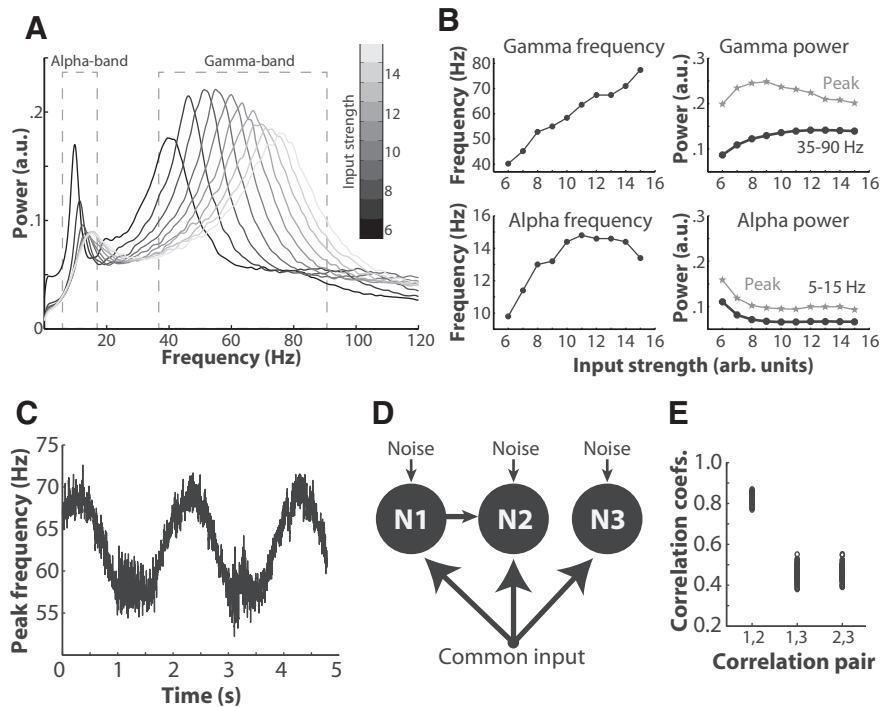 A
Alpha-band
Gamma-band
Power (a.u.)
.2
.1
0
20
40
60
80
100
120
Frequency (Hz)
Input strength
14
12
10
8
6
B
Gamma frequency
Frequency (Hz)
80
70
60
50
40
6
8
10
12
14
16
Gamma power
Power (a.u.)
.3
.2
.1
Peak
35-90 Hz
6
8
10
12
14
16
Alpha frequency
Frequency (Hz)
16
14
12
10
6
8
10
12
14
16
Alpha power
Power (a.u.)
.3
.2
.1
Peak
5-15 Hz
6
8
10
12
14
16
Input strength (arb. units)
C
Peak frequency (Hz)
75
70
65
60
55
0
1
2
3
4
5
Time (s)
D
Noise
Noise
Noise
N1
N2
N3
Common input
E
Correlation coefs.
1.0
0.8
0.6
0.4
0.2
1,2
1,3
2,3
Correlation pair